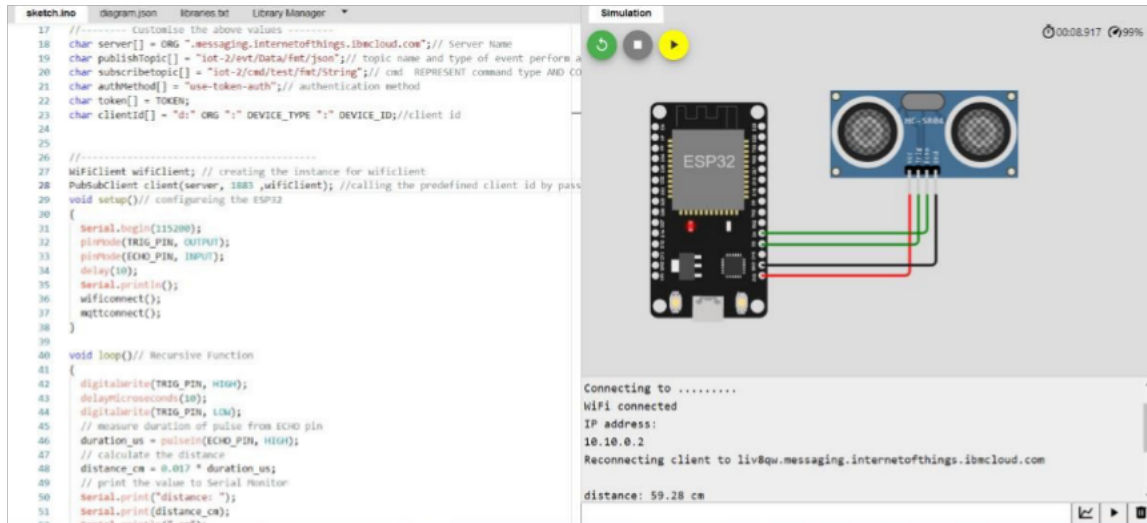 sketch.ino diagram.json libraries.txt Library Manager
17 //-------- Customise the above values --------
18 char server[] = ORG ".messaging.internetofthings.ibmcloud.com";// Server Name
19 char publishTopic[] = "iot-2/evt/Data/fmt/json";// topic name and type of event perform a
20 char subscribetopic[] = "iot-2/cmd/test/fmt/String";// cmd REPRESENT command type AND CO
21 char authMethod[] = "use-token-auth";// authentication method
22 char token[] = TOKEN;
23 char clientId[] = "d:" ORG ":" DEVICE_TYPE ":" DEVICE_ID;//client id
24
25
26 //-----------------------------------------
27 WiFiClient wifiClient; // creating the instance for wificlient
28 PubSubClient client(server, 1883 ,wifiClient); //calling the predefined client id by pass
29 void setup()// configureing the ESP32
30 {
31 Serial.begin(115200);
32 pinMode(TRIG_PIN, OUTPUT);
33 pinMode(ECHO_PIN, INPUT);
34 delay(10);
35 Serial.println();
36 wificonnect();
37 mqttconnect();
38 }
39
40 void loop()// Recursive Function
41 {
42 digitalWrite(TRIG_PIN, HIGH);
43 delayMicroseconds(10);
44 digitalWrite(TRIG_PIN, LOW);
45 // measure duration of pulse from ECHO pin
46 duration_us = pulseIn(ECHO_PIN, HIGH);
47 // calculate the distance
48 distance_cm = 0.017 * duration_us;
49 // print the value to Serial Monitor
50 Serial.print("distance: ");
51 Serial.print(distance_cm);
Simulation
00:08.917 99%
ESP32
HC-SR04
Connecting to .........
WiFi connected
IP address:
10.10.0.2
Reconnecting client to liv8qw.messaging.internetofthings.ibmcloud.com
distance: 59.28 cm